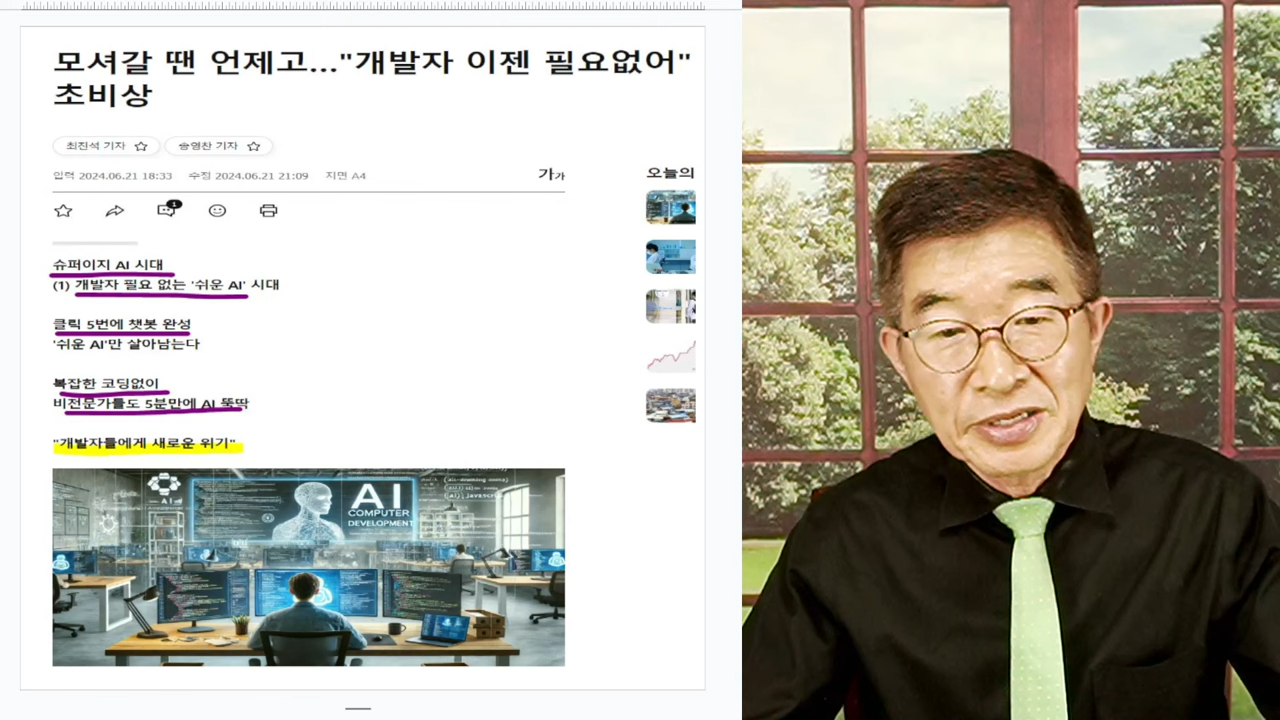 모셔갈 땐 언제고..."개발자 이젠 필요없어"
초비상
최진석 기자
송영찬 기자
입력 2024.06.21 18:33 수정 2024.06.21 21:09 지면 A4
가가
오늘의
1
슈퍼이지 AI 시대
(1) 개발자 필요 없는 '쉬운 AI' 시대
클릭 5번에 챗봇 완성
'쉬운 AI'만 살아남는다
복잡한 코딩없이
비전문가들도 5분만에 AI 뚝딱
"개발자들에게 새로운 위기"
AI
COMPUTER
DEVELOPMENT